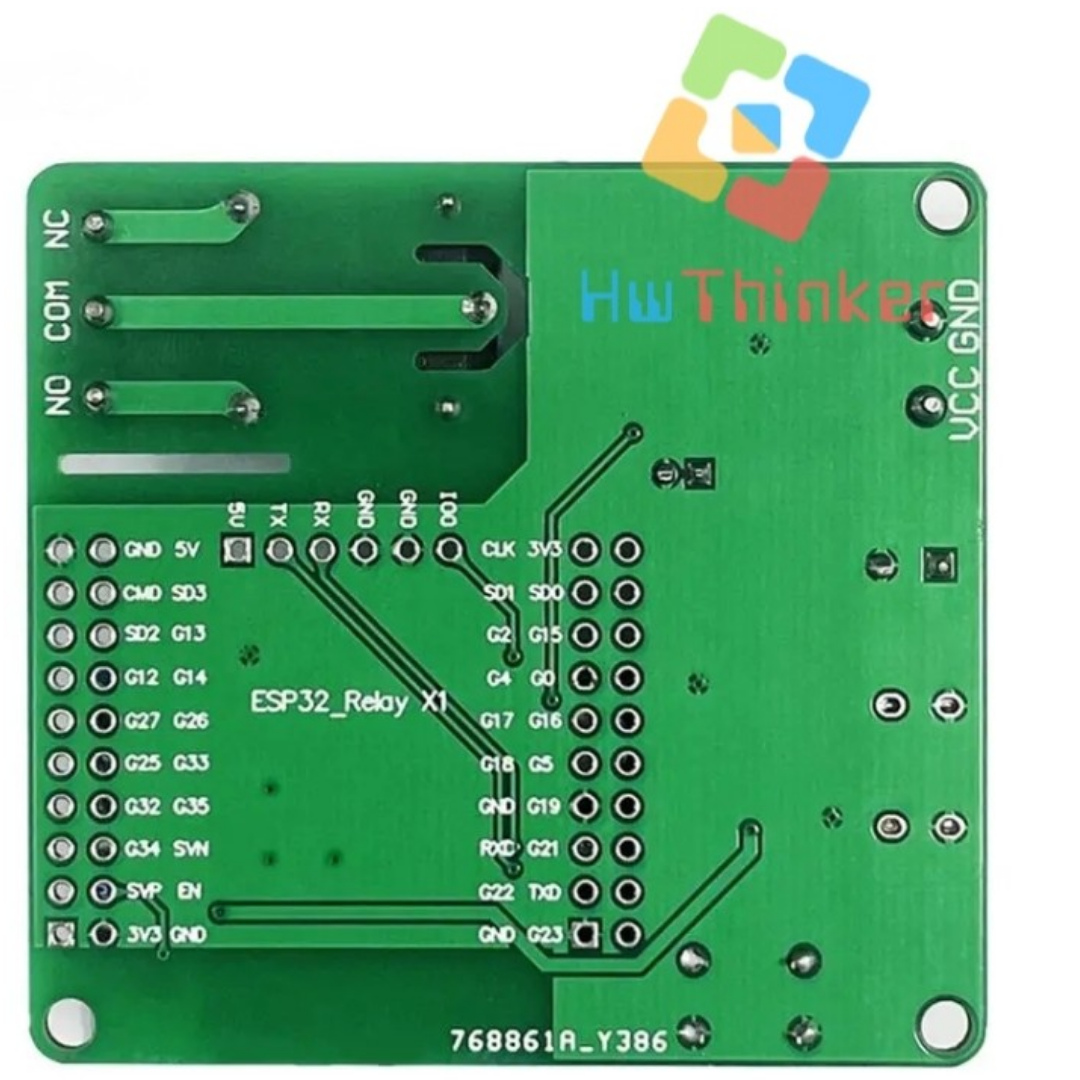 HwThinker
NC
COM
NO
GND
VCC
5V TX RX GND GND IO0
GND 5V
CMD SD3
SD2 G13
G12 G14
G27 G26
G25 G33
G32 G35
G34 SVN
SVP EN
3V3 GND
ESP32_Relay X1
CLK 3V3
SD1 SD0
G2 G15
G4 G0
G17 G16
G18 G5
GND G19
RXD G21
G22 TXD
GND G23
768861A_Y386